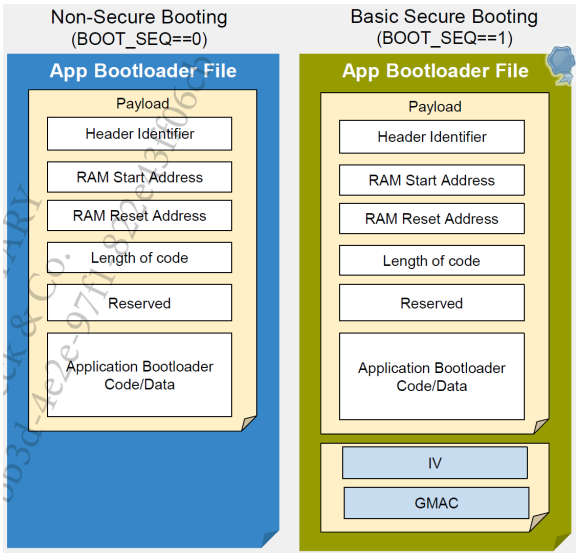 Non-Secure Booting
(BOOT_SEQ==0)
App Bootloader File
Payload
Header Identifier
RAM Start Address
RAM Reset Address
Length of code
Reserved
Application Bootloader
Code/Data
Basic Secure Booting
(BOOT_SEQ==1)
App Bootloader File
Payload
Header Identifier
RAM Start Address
RAM Reset Address
Length of code
Reserved
Application Bootloader
Code/Data
IV
GMAC
& Co.